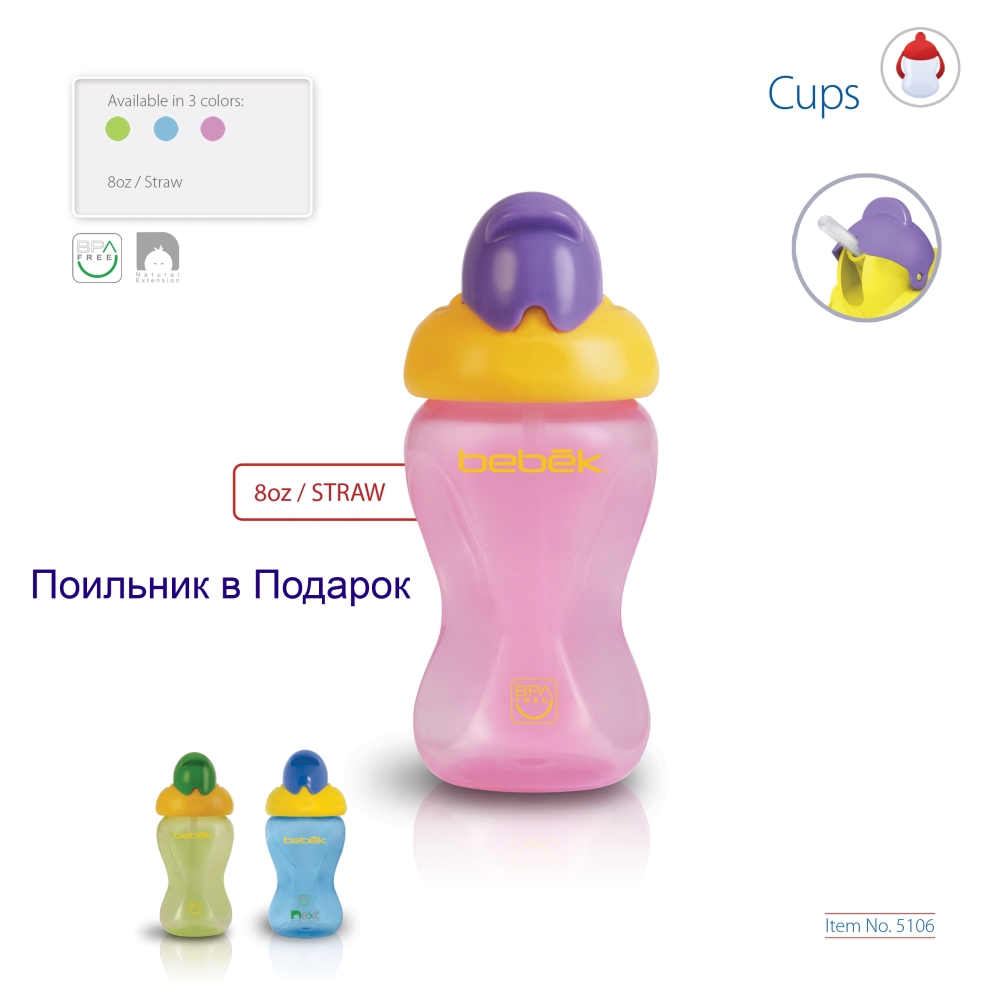 Cups
Available in 3 colors:
8oz / Straw
BPA
FREE
Natural
Extension
bebēk
8oz / STRAW
Поильник в Подарок
BPA
FREE
bebēk
bebēk
next
Item No. 5106